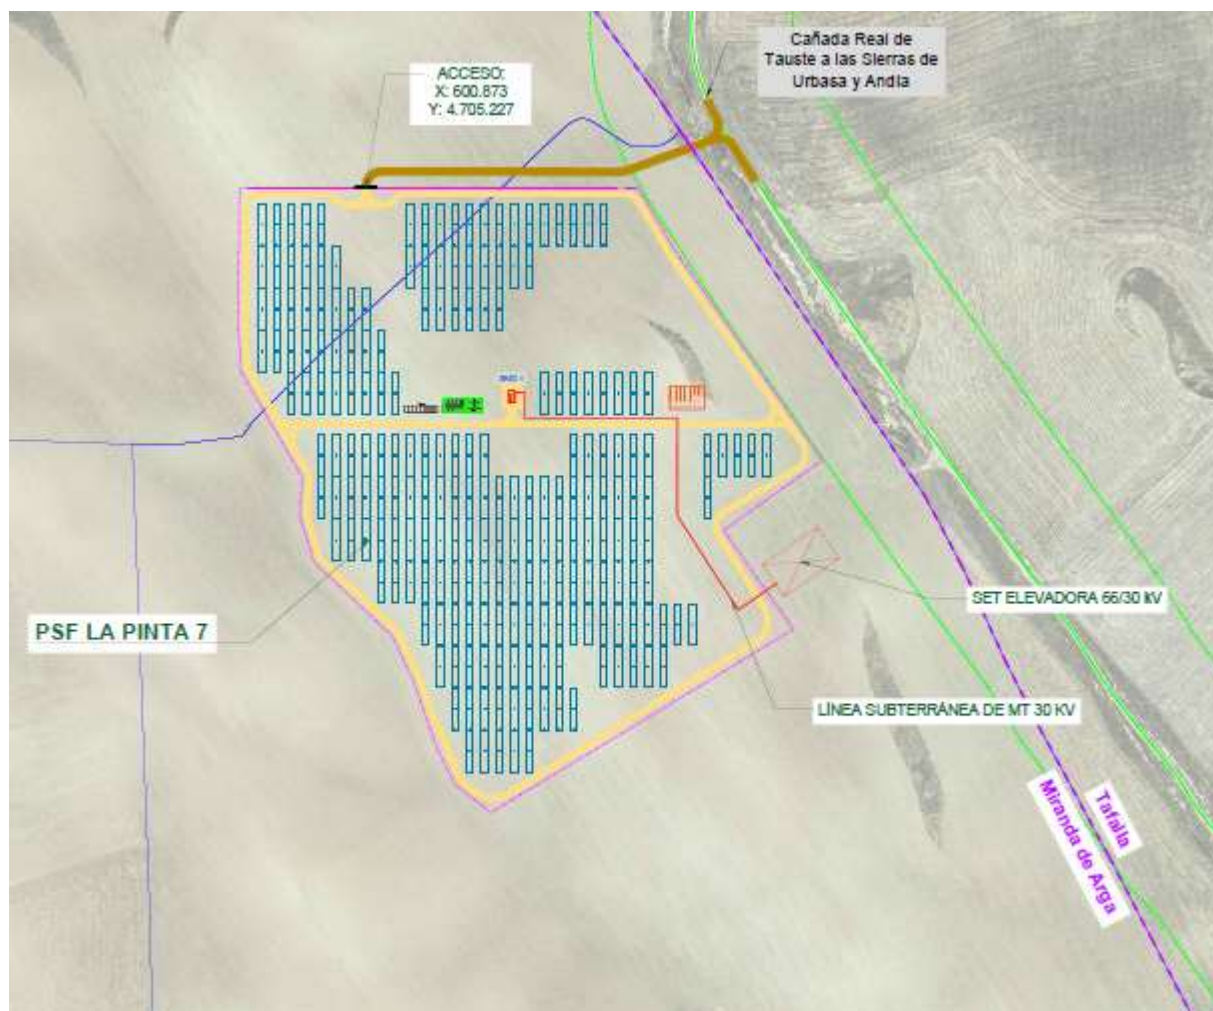 Cañada Real de
Tauste a las Sierras de
Urbasa y Andía
ACCESO:
X: 600.873
Y: 4.705.227
SET ELEVADORA 66/30 kV
PSF LA PINTA 7
LÍNEA SUBTERRÁNEA DE MT 30 KV
Tafalla
Miranda de Arga